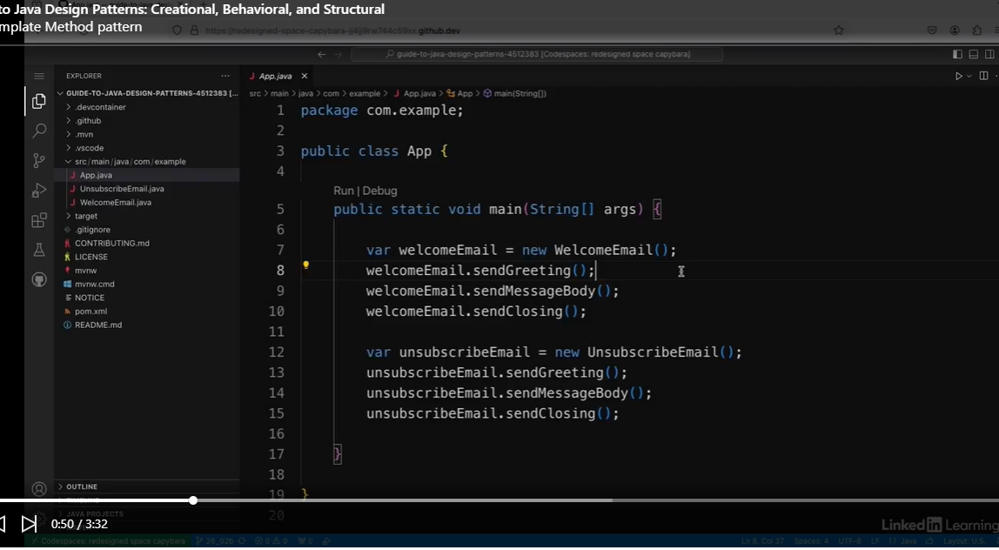 to Java Design Patterns: Creational, Behavioral, and Structural
mplate Method pattern
guide-to-java-design-patterns-4512383 [Codespaces: redesigned space capybara]
EXPLORER
App.java
GUIDE-TO-JAVA-DESIGN-PATTERNS-4512383 [...
src > main > java > com > example > J App.java > App > main(String[])
.devcontainer
.github
.mvn
.vscode
src / main / java / com / example
App.java
UnsubscribeEmail.java
WelcomeEmail.java
target
.gitignore
CONTRIBUTING.md
LICENSE
mvnw
mvnw.cmd
NOTICE
pom.xml
README.md
OUTLINE
TIMELINE
JAVA PROJECTS
1 package com.example;
2
3 public class App {
4
Run | Debug
5 public static void main(String[] args) {
6
7 var welcomeEmail = new WelcomeEmail();
8 welcomeEmail.sendGreeting();
9 welcomeEmail.sendMessageBody();
10 welcomeEmail.sendClosing();
11
12 var unsubscribeEmail = new UnsubscribeEmail();
13 unsubscribeEmail.sendGreeting();
14 unsubscribeEmail.sendMessageBody();
15 unsubscribeEmail.sendClosing();
16
17 }
18
19 }
20
0:50 / 3:32
LinkedIn Learning
Codespaces: redesigned space capybara 26_02b 0 0 0 Ln 8, Col 37 Spaces: 4 UTF-8 LF {} Java Layout: U.S.